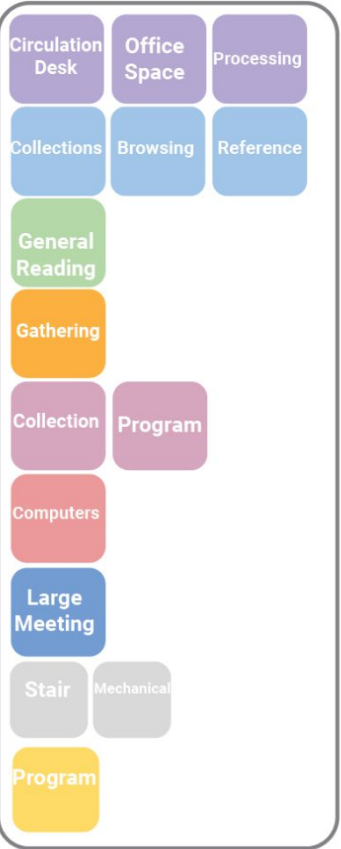 Circulation
Desk
Office
Space
Processing
Collections
Browsing
Reference
General
Reading
Gathering
Collection
Program
Computers
Large
Meeting
Stair
Mechanical
Program